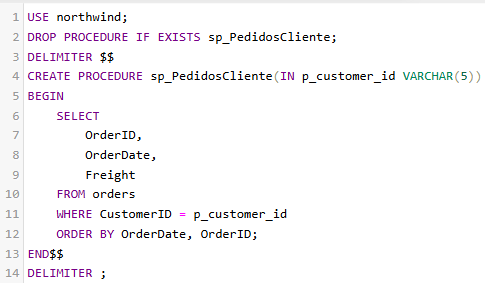 1 USE northwind;
2 DROP PROCEDURE IF EXISTS sp_PedidosCliente;
3 DELIMITER $$
4 CREATE PROCEDURE sp_PedidosCliente(IN p_customer_id VARCHAR(5))
5 BEGIN
6     SELECT
7         OrderID,
8         OrderDate,
9         Freight
10     FROM orders
11     WHERE CustomerID = p_customer_id
12     ORDER BY OrderDate, OrderID;
13 END$$
14 DELIMITER ;